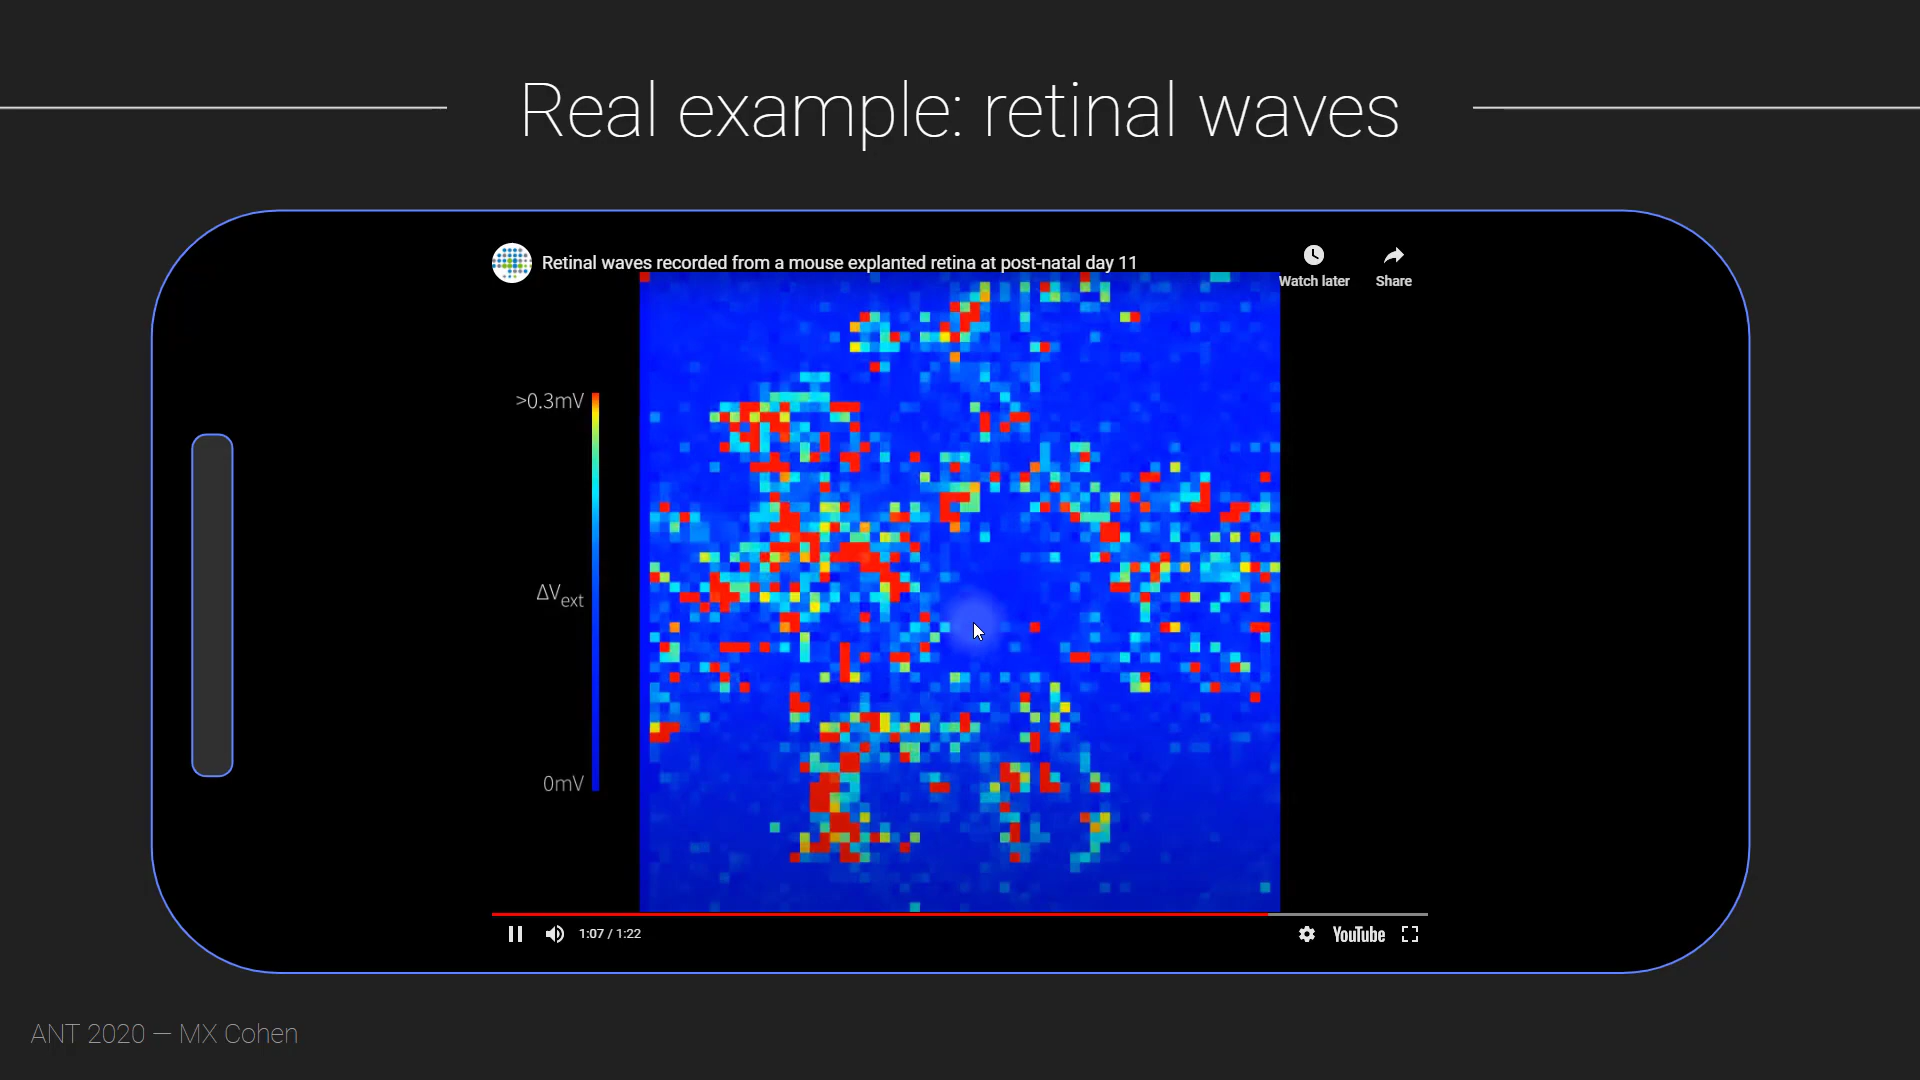 Real example: retinal waves
Retinal waves recorded from a mouse explanted retina at post-natal day 11
Watch later
Share
>0.3mV
ΔVext
0mV
1:07 / 1:22
YouTube
ANT 2020 — MX Cohen